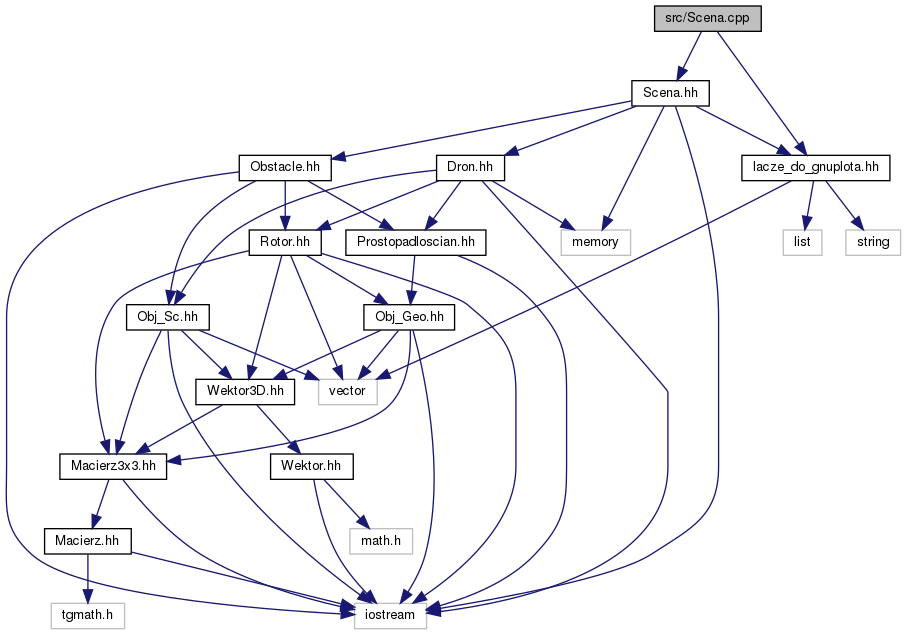 src/Scena.cpp
Scena.hh
Obstacle.hh
Dron.hh
lacze_do_gnuplota.hh
Rotor.hh
Prostopadloscian.hh
memory
list
string
Obj_Sc.hh
Obj_Geo.hh
Wektor3D.hh
vector
Macierz3x3.hh
Wektor.hh
Macierz.hh
math.h
tgmath.h
iostream